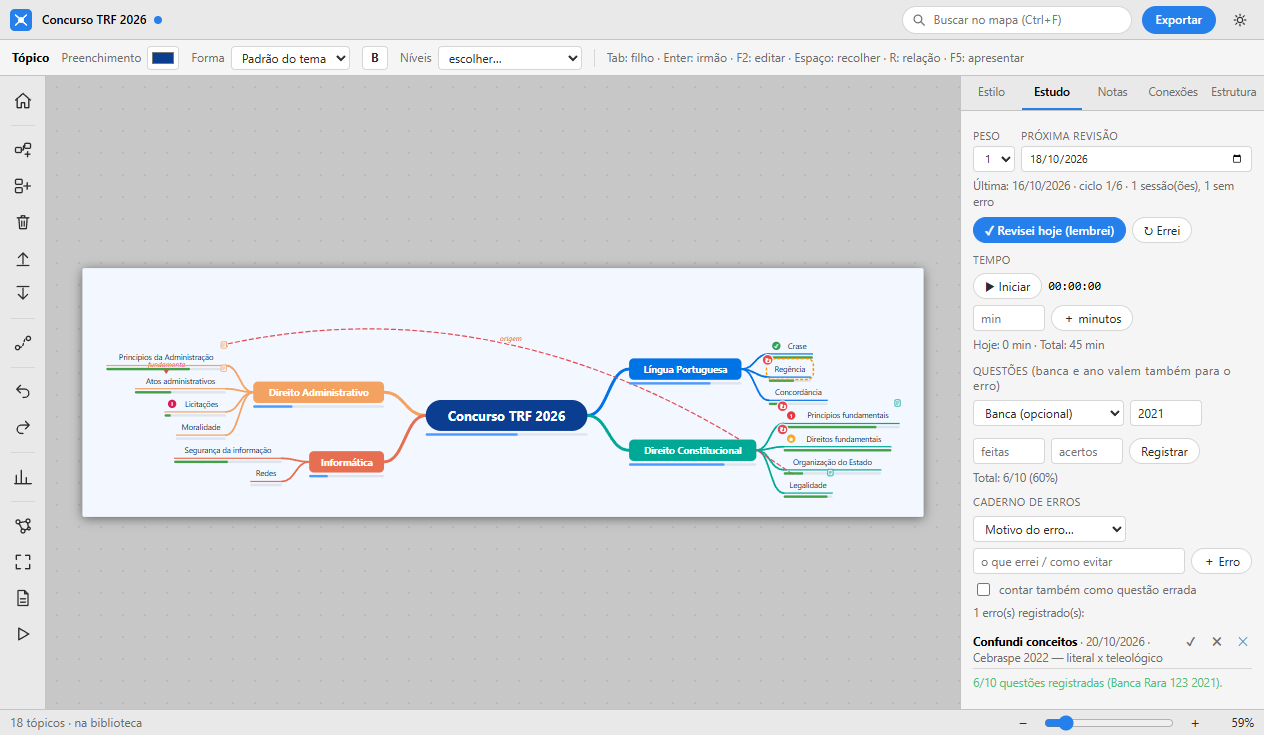 Concurso TRF 2026
Buscar no mapa (Ctrl+F)
Exportar
Tópico
Preenchimento
Forma
Padrão do tema
B
Níveis
escolher...
Tab: filho · Enter: irmão · F2: editar · Espaço: recolher · R: relação · F5: apresentar
Estilo
Estudo
Notas
Conexões
Estrutura
origem
Princípios da Administração
fundamento
Atos administrativos
Licitações
Moralidade
Direito Administrativo
Segurança da informação
Redes
Informática
Concurso TRF 2026
Língua Portuguesa
Crase
Regência
Concordância
Direito Constitucional
Princípios fundamentais
Direitos fundamentais
Organização do Estado
Legalidade
PESO
PRÓXIMA REVISÃO
1
18/10/2026
Última: 16/10/2026 · ciclo 1/6 · 1 sessão(ões), 1 sem
erro
✓ Revisei hoje (lembrei)
↻ Errei
TEMPO
▶ Iniciar
00:00:00
min
+ minutos
Hoje: 0 min · Total: 45 min
QUESTÕES (banca e ano valem também para o
erro)
Banca (opcional)
2021
feitas
acertos
Registrar
Total: 6/10 (60%)
CADERNO DE ERROS
Motivo do erro...
o que errei / como evitar
+ Erro
contar também como questão errada
1 erro(s) registrado(s):
Confundi conceitos · 20/10/2026 ·
Cebraspe 2022 — literal x teleológico
6/10 questões registradas (Banca Rara 123 2021).
18 tópicos · na biblioteca
59%